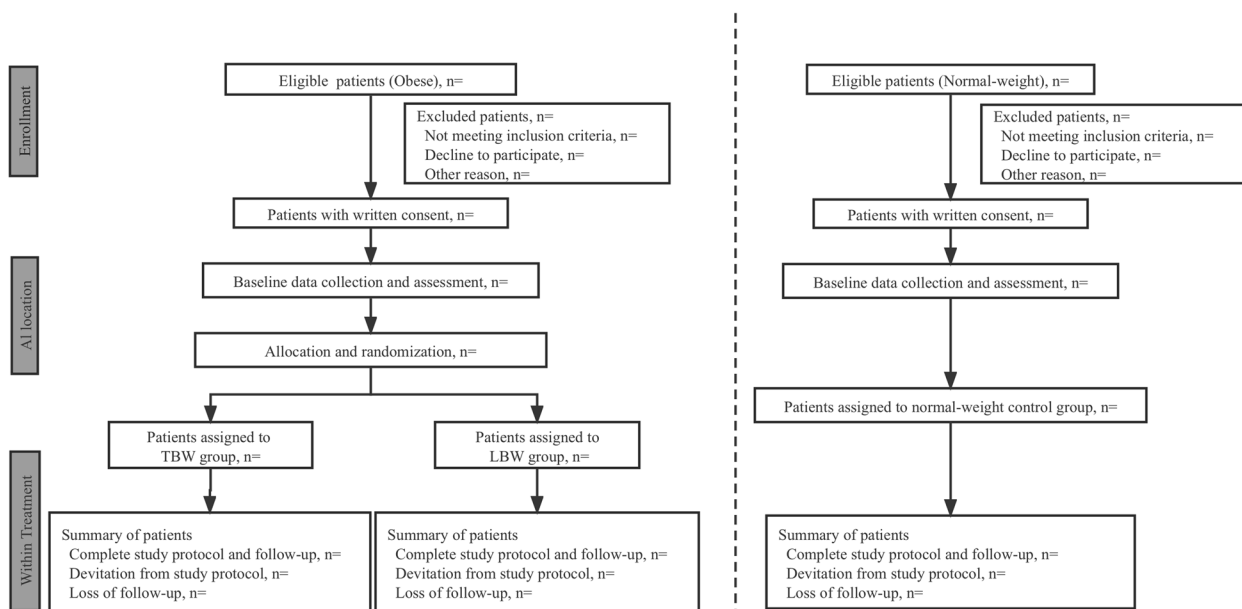 Enrollment
Eligible patients (Obese), n=
Excluded patients, n=
Not meeting inclusion criteria, n=
Decline to participate, n=
Other reason, n=
Patients with written consent, n=
Al location
Baseline data collection and assessment, n=
Allocation and randomization, n=
Patients assigned to
TBW group, n=
Patients assigned to
LBW group, n=
Within Treatment
Summary of patients
Complete study protocol and follow-up, n=
Devitation from study protocol, n=
Loss of follow-up, n=
Summary of patients
Complete study protocol and follow-up, n=
Devitation from study protocol, n=
Loss of follow-up, n=
Eligible patients (Normal-weight), n=
Excluded patients, n=
Not meeting inclusion criteria, n=
Decline to participate, n=
Other reason, n=
Patients with written consent, n=
Baseline data collection and assessment, n=
Patients assigned to normal-weight control group, n=
Summary of patients
Complete study protocol and follow-up, n=
Devitation from study protocol, n=
Loss of follow-up, n=